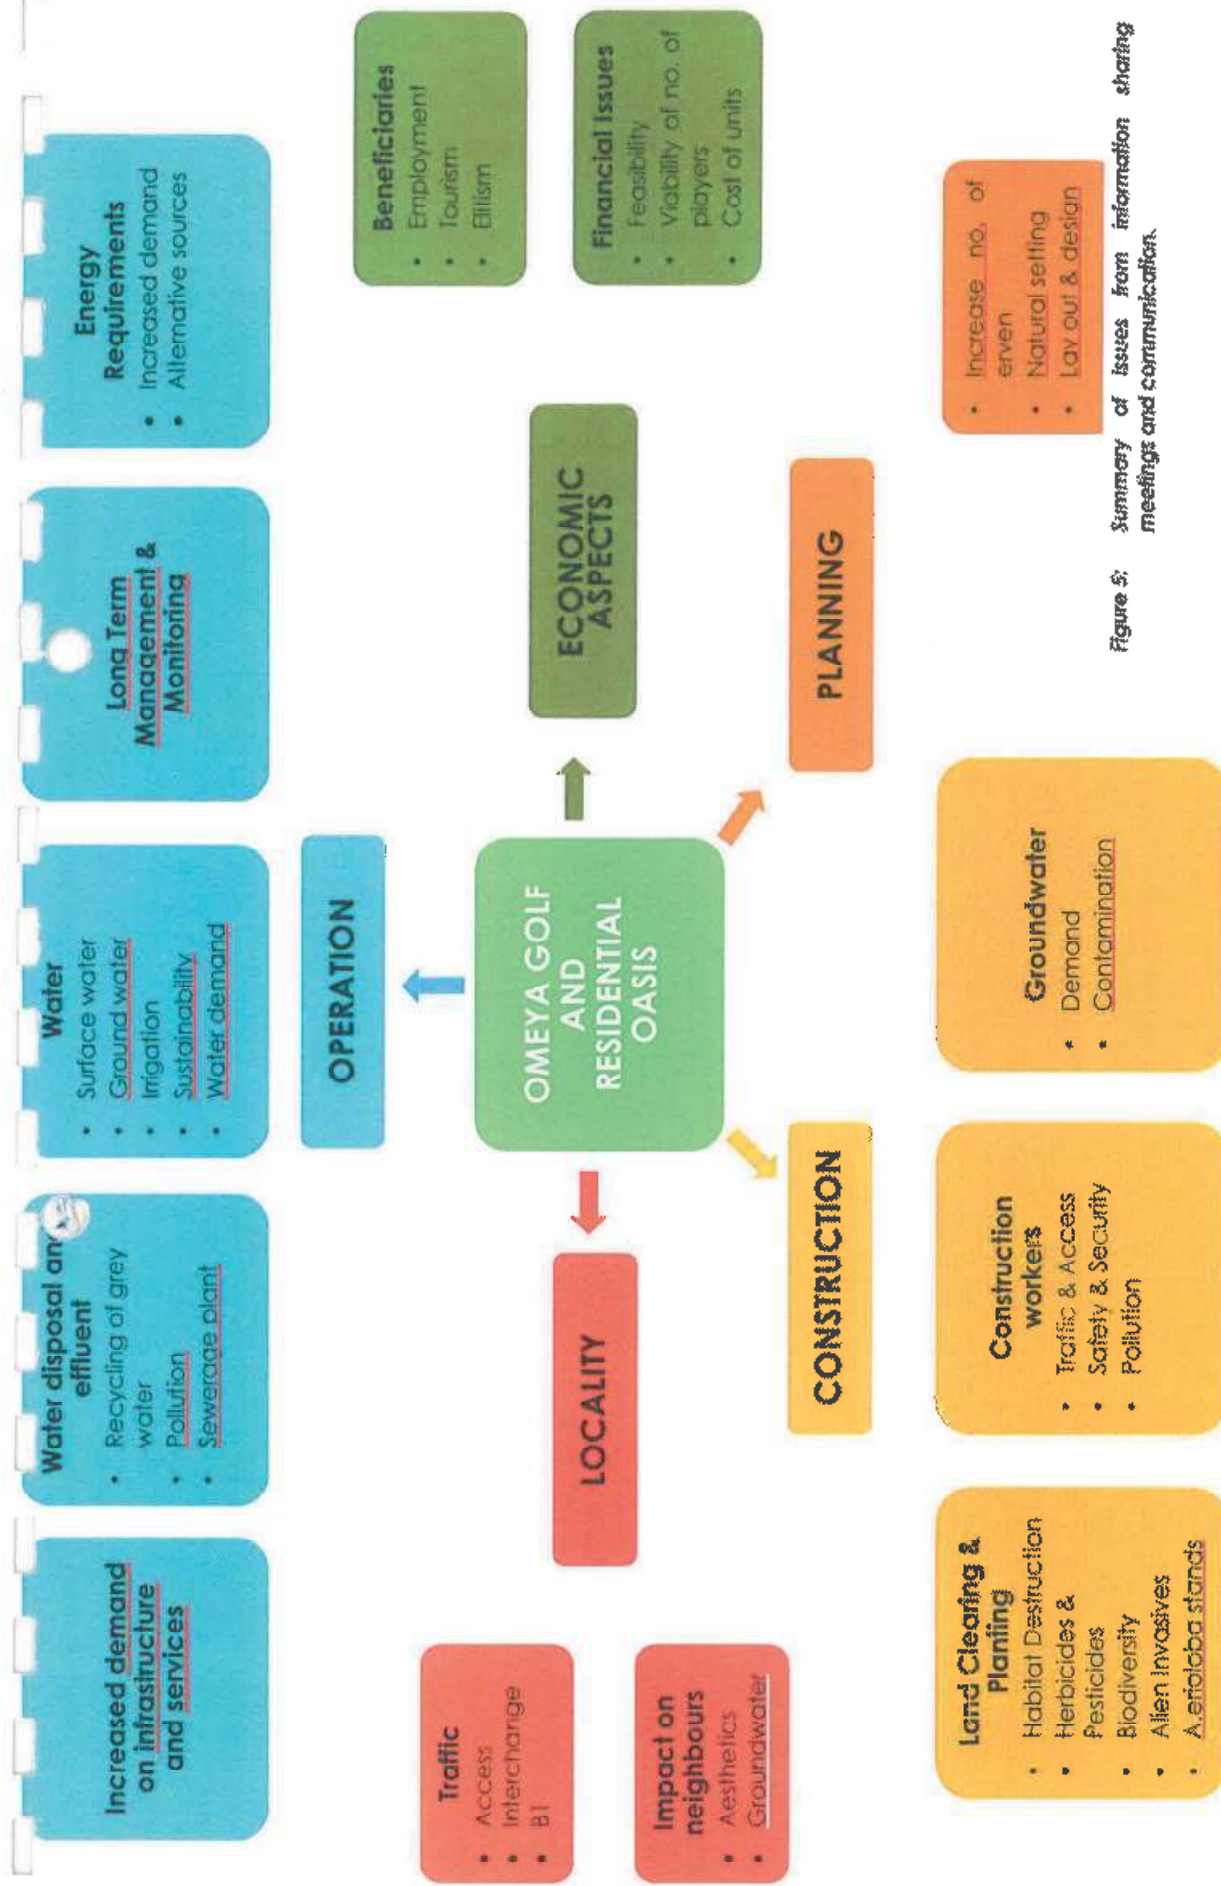 Increased demand
on infrastructure
and services
Water disposal an
effluent
• Recycling of grey
water
• Pollution
• Sewerage plant
Water
• Surface water
• Ground water
• Irrigation
• Sustainability
• Water demand
Long Term
Management &
Monitoring
Energy
Requirements
• Increased demand
• Alternative sources
OPERATION
Traffic
• Access
• Interchange
• B1
Impact on
neighbours
• Aesthetics
• Groundwater
LOCALITY
OMEYA GOLF
AND
RESIDENTIAL
OASIS
ECONOMIC
ASPECTS
Beneficiaries
• Employment
• Tourism
• Elitism
Financial Issues
• Feasibility
• Viability of no. of
players
• Cost of units
CONSTRUCTION
PLANNING
Land Clearing &
Planting
• Habitat Destruction
• Herbicides &
Pesticides
• Biodiversity
• Alien Invasives
• A.erioloba stands
Construction
workers
• Traffic & Access
• Safety & Security
• Pollution
Groundwater
• Demand
• Contamination
• Increase no. of
erven
• Natural setting
• Lay out & design
Figure 5: Summary of issues from information sharing
meetings and communication.